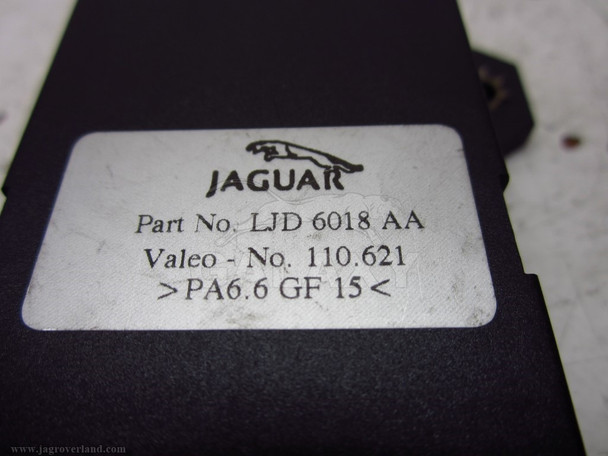 JAGUAR
Part No. LJD 6018 AA
Valeo - No. 110.621
>PA6.6 GF 15<
www.jagroverland.com